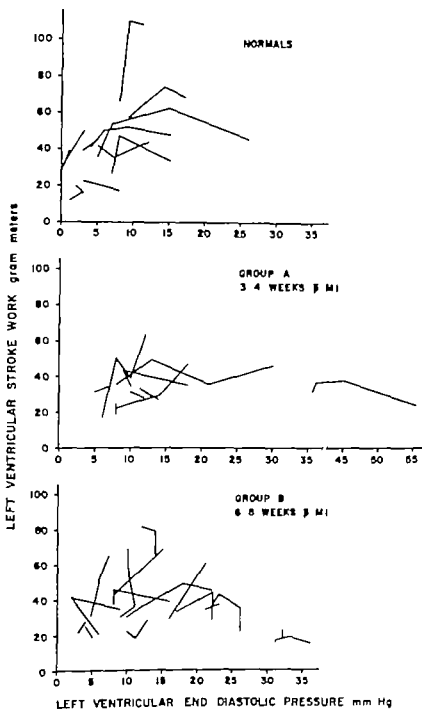 LEFT VENTRICULAR STROKE WORK gram meters
NORMALS
100
80
60
40
20
0
0 5 10 15 20 25 30 35
GROUP A
3 4 WEEKS p̄ MI
100
80
60
40
20
0
0 5 10 15 20 25 30 45 55
GROUP B
6 8 WEEKS p̄ MI
100
80
60
40
20
0
0 5 10 15 20 25 30 35
LEFT VENTRICULAR END DIASTOLIC PRESSURE mm Hg